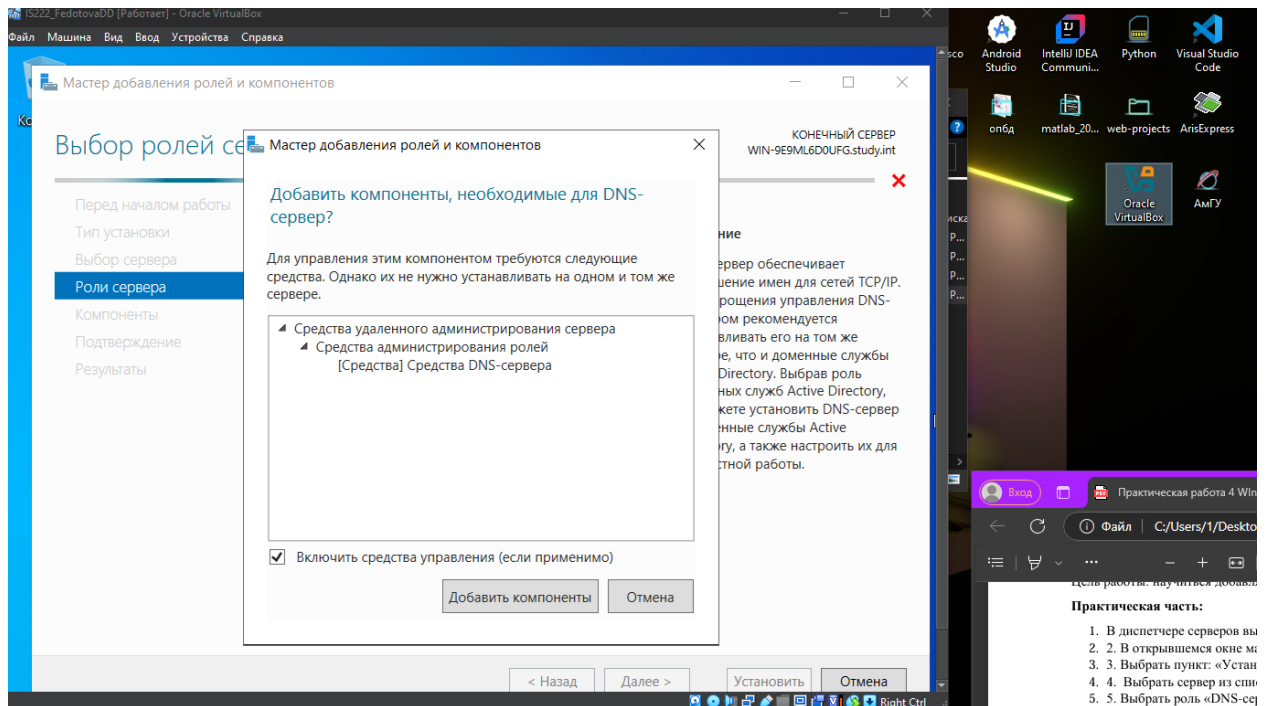 IS222_FedotovaDD [Работает] - Oracle VirtualBox
Файл Машина Вид Ввод Устройства Справка
Мастер добавления ролей и компонентов
Выбор ролей се
КОНЕЧНЫЙ СЕРВЕР
WIN-9E9ML6D0UFG.study.int
Перед началом работы
Тип установки
Выбор сервера
Роли сервера
Компоненты
Подтверждение
Результаты
Мастер добавления ролей и компонентов
Добавить компоненты, необходимые для DNS-
сервер?
Для управления этим компонентом требуются следующие
средства. Однако их не нужно устанавливать на одном и том же
сервере.
Средства удаленного администрирования сервера
Средства администрирования ролей
[Средства] Средства DNS-сервера
Включить средства управления (если применимо)
Добавить компоненты
Отмена
ние
ервер обеспечивает
шение имен для сетей TCP/IP.
рощения управления DNS-
ом рекомендуется
вливать его на том же
ре, что и доменные службы
Directory. Выбрав роль
ных служб Active Directory,
жете установить DNS-сервер
енные службы Active
ory, а также настроить их для
стной работы.
< Назад
Далее >
Установить
Отмена
Right Ctrl
sco
иска
Р...
Р...
Р...
Р...
Android
Studio
IntelliJ IDEA
Communi...
Python
Visual Studio
Code
опбд
matlab_20...
web-projects
ArisExpress
Oracle
VirtualBox
АмГУ
Вход
Практическая работа 4 WIn
Файл | C:/Users/1/Deskto
Цель работы: научиться добавл
Практическая часть:
1. В диспетчере серверов вы
2. 2. В открывшемся окне ма
3. 3. Выбрать пункт: «Устан
4. 4. Выбрать сервер из спи
5. 5. Выбрать роль «DNS-сер